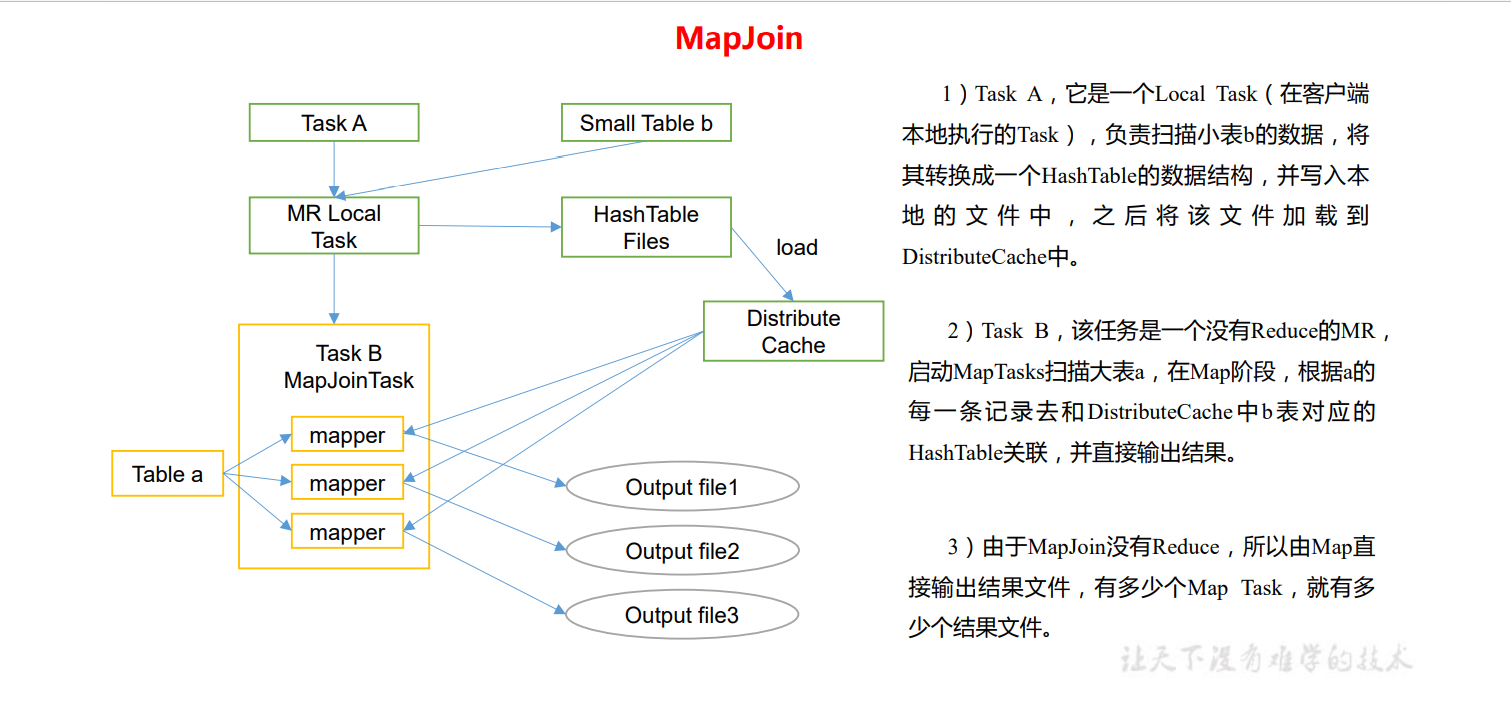 MapJoin
Task A
Small Table b
MR Local
Task
HashTable
Files
load
Distribute
Cache
Task B
MapJoinTask
mapper
mapper
mapper
Table a
Output file1
Output file2
Output file3
1）Task A，它是一个Local Task（在客户端
本地执行的Task），负责扫描小表b的数据，将
其转换成一个HashTable的数据结构，并写入本
地的文件中，之后将该文件加载到
DistributeCache中。
2）Task B，该任务是一个没有Reduce的MR，
启动MapTasks扫描大表a，在Map阶段，根据a的
每一条记录去和DistributeCache中b表对应的
HashTable关联，并直接输出结果。
3）由于MapJoin没有Reduce，所以由Map直
接输出结果文件，有多少个Map Task，就有多
少个结果文件。
让天下没有难学的技术